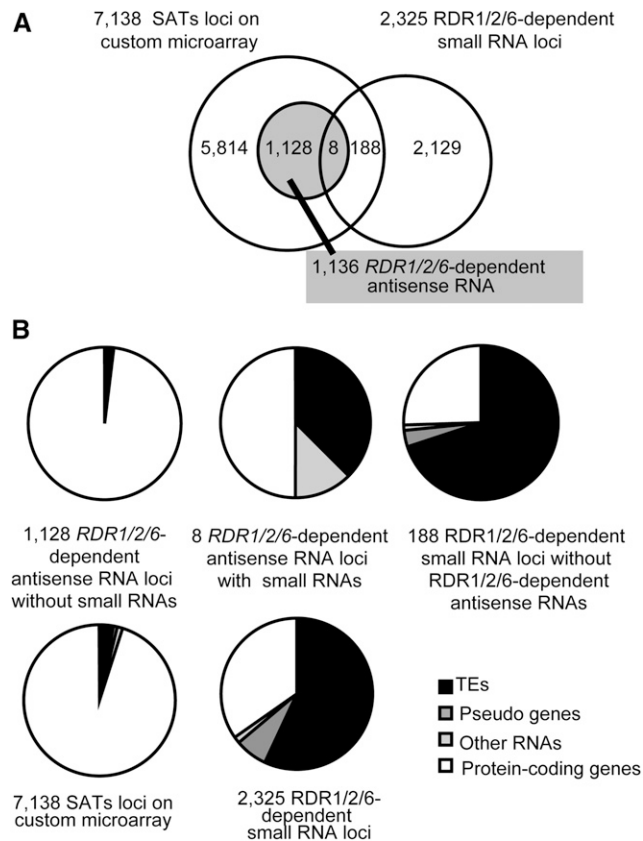 A
7,138 SATs loci on
custom microarray
2,325 RDR1/2/6-dependent
small RNA loci
5,814
1,128
8
188
2,129
1,136 RDR1/2/6-dependent
antisense RNA
B
1,128 RDR1/2/6-
dependent
antisense RNA loci
without small RNAs
8 RDR1/2/6-dependent
antisense RNA loci
with small RNAs
188 RDR1/2/6-dependent
small RNA loci without
RDR1/2/6-dependent
antisense RNAs
7,138 SATs loci on
custom microarray
2,325 RDR1/2/6-
dependent
small RNA loci
TEs
Pseudo genes
Other RNAs
Protein-coding genes